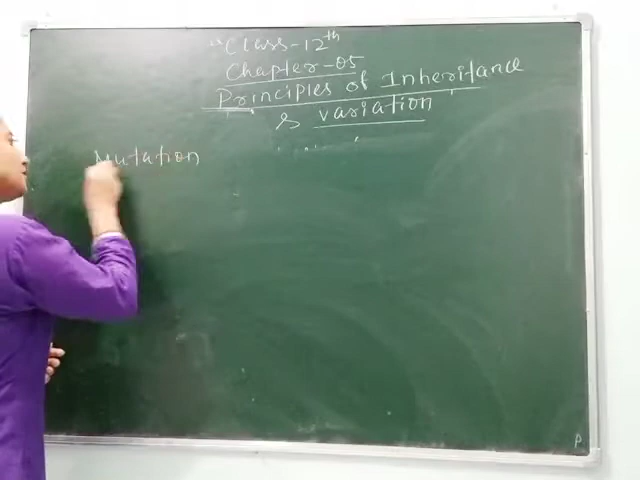 Class-12th
Chapter-05
Principles of Inheritance
& variation
Mutation
P